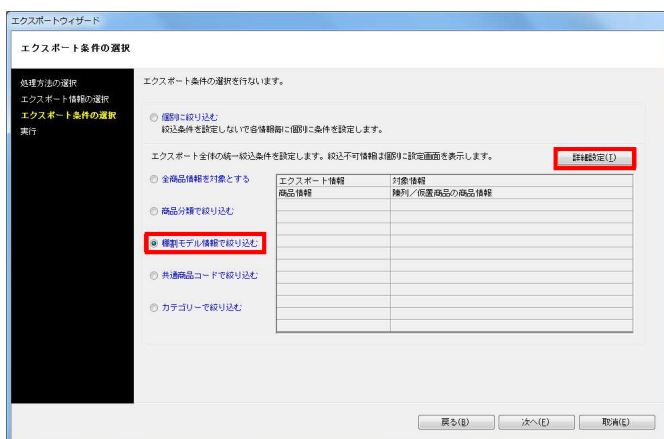 エクスポートウィザード
エクスポート条件の選択
処理方法の選択
エクスポート情報の選択
エクスポート条件の選択
実行
エクスポート条件の選択を行ないます。
個別に絞り込む
絞込条件を設定しないで各情報毎に個別に条件を設定します。
エクスポート全体の統一絞込条件を設定します。絞込不可情報は個別に設定画面を表示します。
詳細設定(I)
全商品情報を対象とする
商品分類で絞り込む
棚割モデル情報で絞り込む
共通商品コードで絞り込む
カテゴリーで絞り込む
エクスポート情報 対象情報
商品情報 陳列／仮置商品の商品情報
戻る(B) 次へ(F) 取消(E)